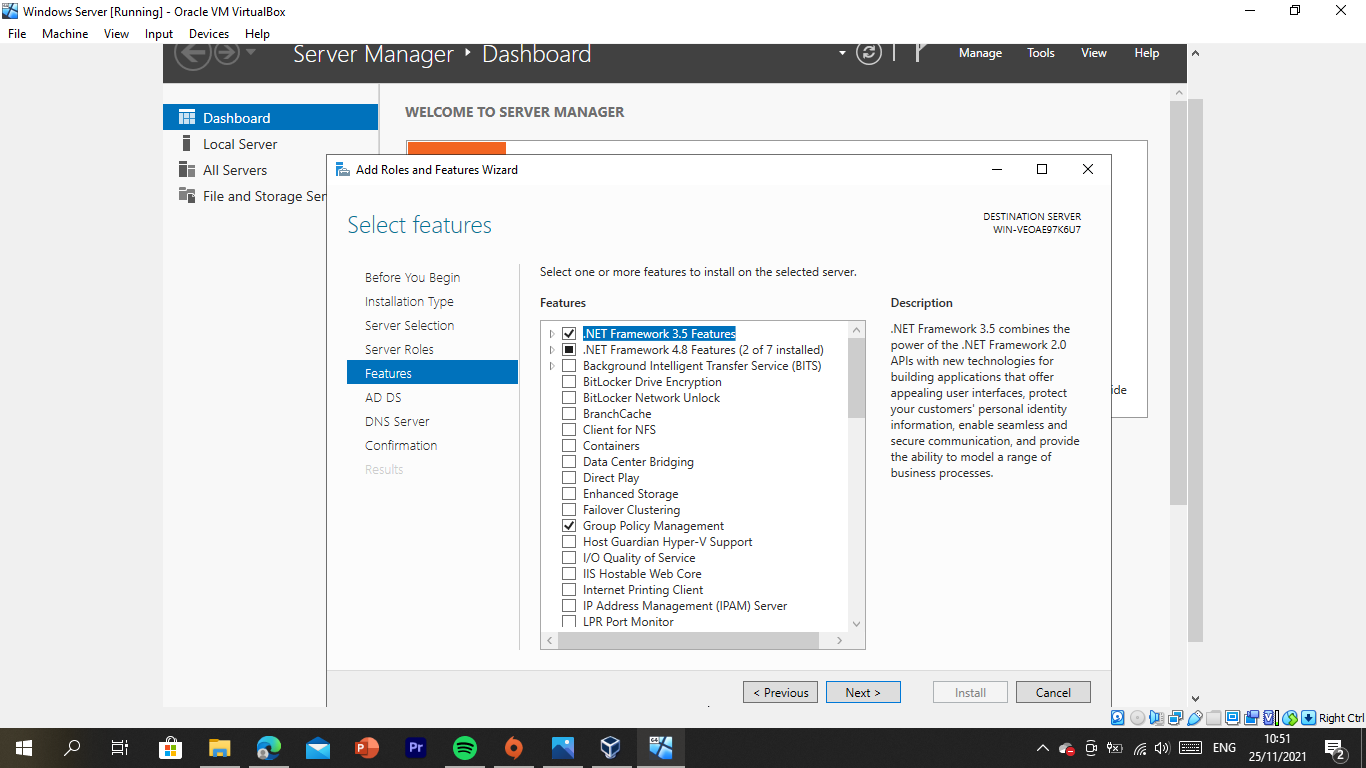 Windows Server [Running] - Oracle VM VirtualBox
File Machine View Input Devices Help
Server Manager Dashboard
Manage Tools View Help
Dashboard
Local Server
All Servers
File and Storage Ser
WELCOME TO SERVER MANAGER
Add Roles and Features Wizard
Select features
DESTINATION SERVER
WIN-VEOAE97K6U7
Before You Begin
Installation Type
Server Selection
Server Roles
Features
AD DS
DNS Server
Confirmation
Results
Select one or more features to install on the selected server.
Features
.NET Framework 3.5 Features
.NET Framework 4.8 Features (2 of 7 installed)
Background Intelligent Transfer Service (BITS)
BitLocker Drive Encryption
BitLocker Network Unlock
BranchCache
Client for NFS
Containers
Data Center Bridging
Direct Play
Enhanced Storage
Failover Clustering
Group Policy Management
Host Guardian Hyper-V Support
I/O Quality of Service
IIS Hostable Web Core
Internet Printing Client
IP Address Management (IPAM) Server
LPR Port Monitor
Description
.NET Framework 3.5 combines the
power of the .NET Framework 2.0
APIs with new technologies for
building applications that offer
appealing user interfaces, protect
your customers' personal identity
information, enable seamless and
secure communication, and provide
the ability to model a range of
business processes.
ide
< Previous Next > Install Cancel
Right Ctrl
Pr
64
ENG
10:51
25/11/2021
2